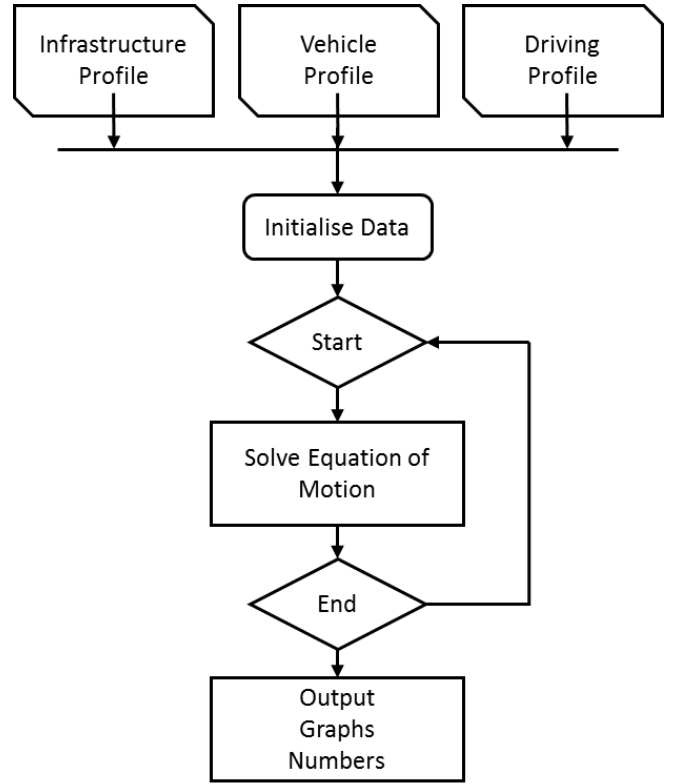 Infrastructure
Profile
Vehicle
Profile
Driving
Profile
Initialise Data
Start
Solve Equation of
Motion
End
Output
Graphs
Numbers